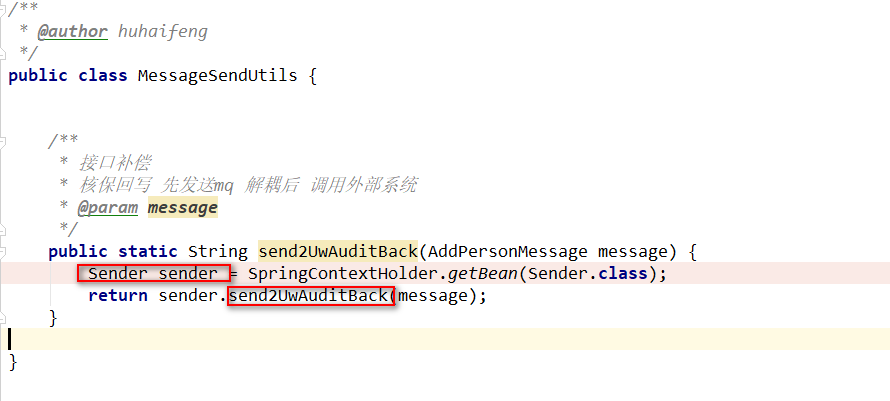 /**
 * @author huhaifeng
 */
public class MessageSendUtils {
    /**
     * 接口补偿
     * 核保回写 先发送mq 解耦后 调用外部系统
     * @param message
     */
    public static String send2UwAuditBack(AddPersonMessage message) {
        Sender sender = SpringContextHolder.getBean(Sender.class);
        return sender.send2UwAuditBack(message);
    }
}